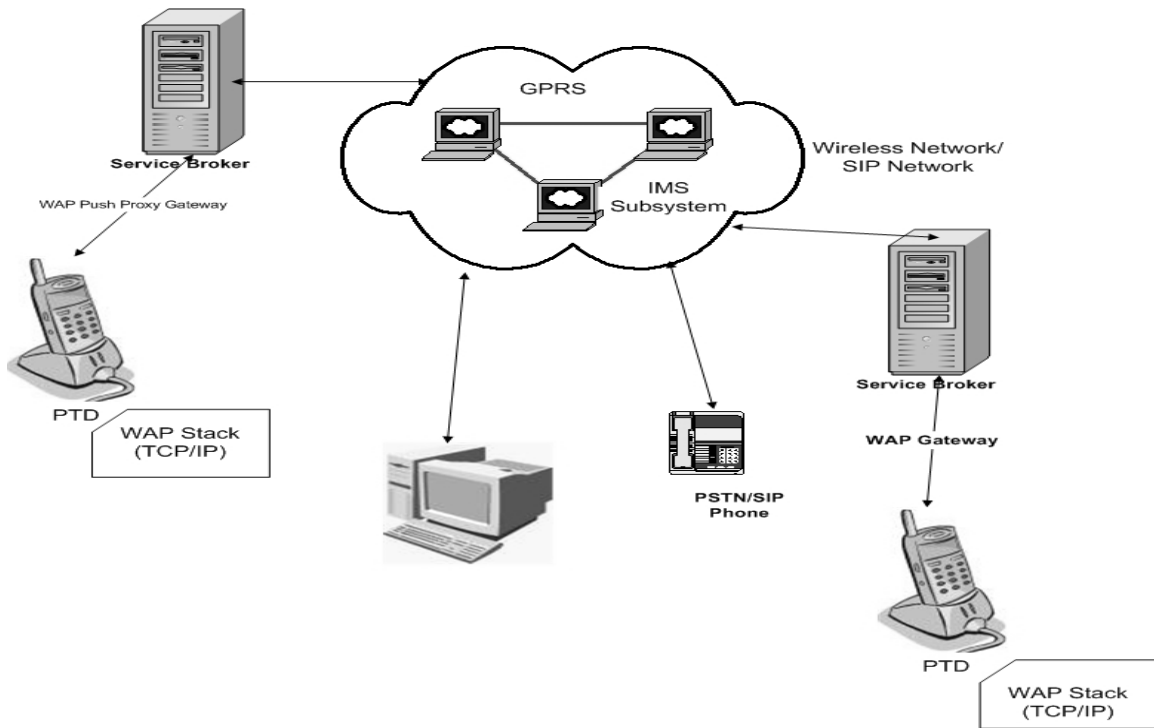 GPRS
Service Broker
Wireless Network/
SIP Network
IMS
Subsystem
WAP Push Proxy Gateway
PTD
WAP Stack
(TCP/IP)
Service Broker
WAP Gateway
PSTN/SIP
Phone
PTD
WAP Stack
(TCP/IP)